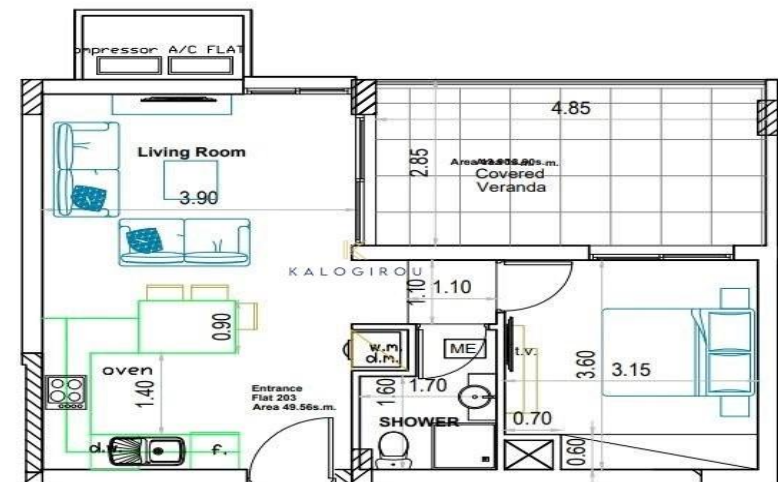 ompressor A/C FLAT
4.85
Living Room
2.85
s.m.
Covered
Veranda
3.90
KALOGIROU
1.10
1.10
0.90
w.m.
d.m.
ME
t.v.
oven
3.60
3.15
1.40
Entrance
Flat 203
Area 49.56s.m.
1.60
1.70
0.70
SHOWER
d.w.
f.
0.60